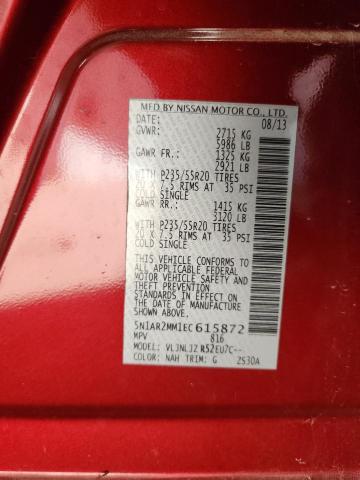 MFD BY NISSAN MOTOR CO., LTD.
DATE: 08/13
GVWR: 2715 KG
5986 LB
GAWR FR.: 1325 KG
2921 LB
WITH P235/55R20 TIRES
20 X 7.5 RIMS AT 35 PSI
COLD SINGLE
GAWR RR.: 1415 KG
3120 LB
WITH P235/55R20 TIRES
20 X 7.5 RIMS AT 35 PSI
COLD SINGLE
THIS VEHICLE CONFORMS TO
ALL APPLICABLE FEDERAL
MOTOR VEHICLE SAFETY AND
THEFT PREVENTION
STANDARDS IN EFFECT ON
THE DATE OF MANUFACTURE
SHOWN ABOVE.
5N1AR2MM1EC615872
MPV 816
MODEL: VL3NLJZ R52EU7C--
COLOR: NAH TRIM: G 2S30A